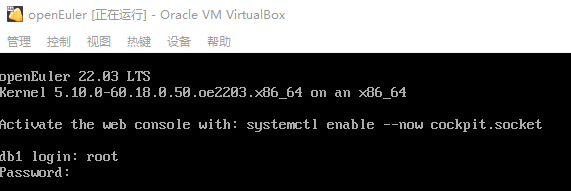 openEuler [正在运行] - Oracle VM VirtualBox
管理 控制 视图 热键 设备 帮助
openEuler 22.03 LTS
Kernel 5.10.0-60.18.0.50.oe2203.x86_64 on an x86_64
Activate the web console with: systemctl enable --now cockpit.socket
db1 login: root
Password: